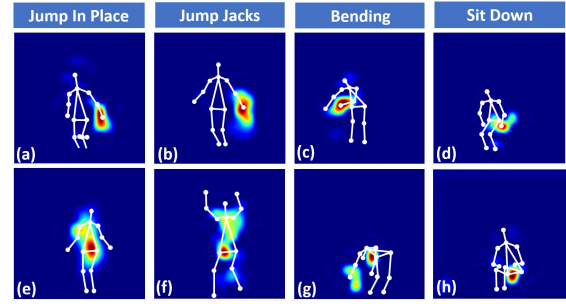 Jump In Place Jump Jacks Bending Sit Down
(a) (b) (c) (d)
(e) (f) (g) (h)